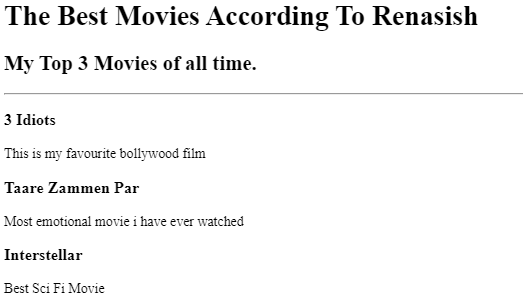 The Best Movies According To Renasish
My Top 3 Movies of all time.
3 Idiots
This is my favourite bollywood film
Taare Zammen Par
Most emotional movie i have ever watched
Interstellar
Best Sci Fi Movie